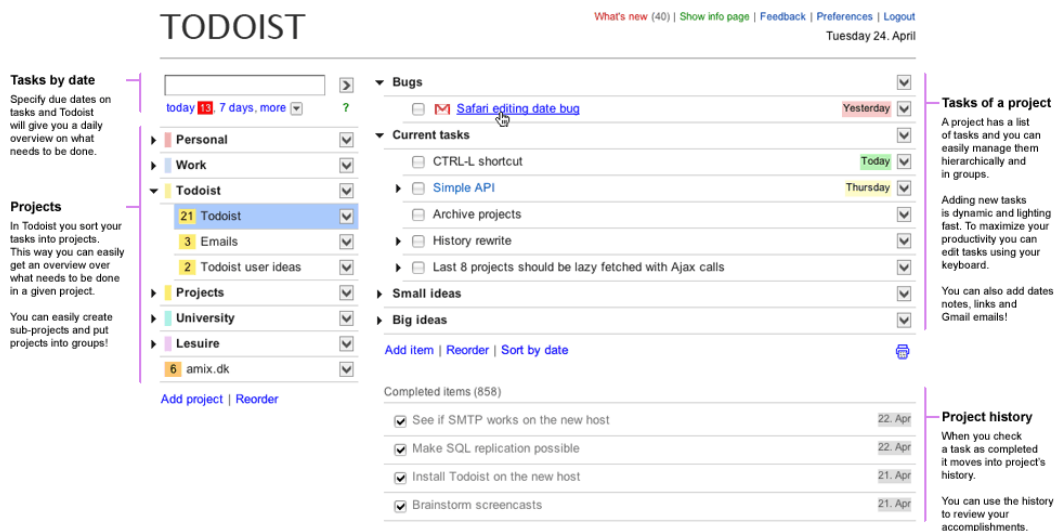 TODOIST
What's new (40) | Show info page | Feedback | Preferences | Logout
Tuesday 24. April
Tasks by date
Specify due dates on
tasks and Todoist
will give you a daily
overview on what
needs to be done.
Projects
In Todoist you sort your
tasks into projects.
This way you can easily
get an overview over
what needs to be done
in a given project.
You can easily create
sub-projects and put
projects into groups!
today 13, 7 days, more
?
Personal
Work
Todoist
21 Todoist
3 Emails
2 Todoist user ideas
Projects
University
Lesuire
6 amix.dk
Add project | Reorder
Bugs
Safari editing date bug Yesterday
Current tasks
CTRL-L shortcut Today
Simple API Thursday
Archive projects
History rewrite
Last 8 projects should be lazy fetched with Ajax calls
Small ideas
Big ideas
Add item | Reorder | Sort by date
Completed items (858)
See if SMTP works on the new host 22. Apr
Make SQL replication possible 22. Apr
Install Todoist on the new host 21. Apr
Brainstorm screencasts 21. Apr
Tasks of a project
A project has a list
of tasks and you can
easily manage them
hierarchically and
in groups.
Adding new tasks
is dynamic and lighting
fast. To maximize your
productivity you can
edit tasks using your
keyboard.
You can also add dates
notes, links and
Gmail emails!
Project history
When you check
a task as completed
it moves into project's
history.
You can use the history
to review your
accomplishments.